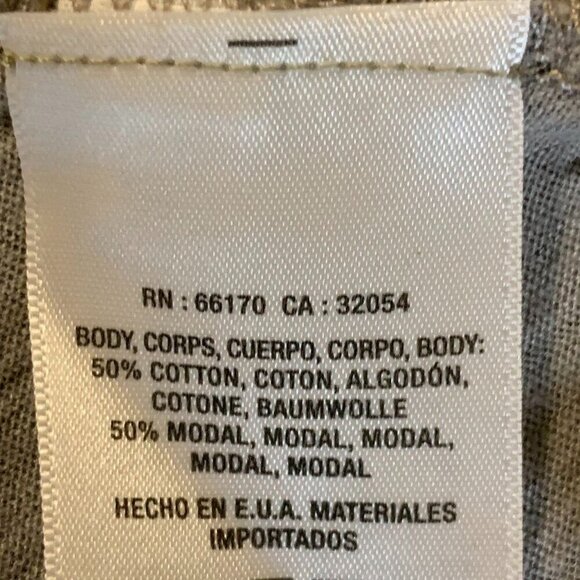 RN : 66170 CA : 32054
BODY, CORPS, CUERPO, CORPO, BODY:
50% COTTON, COTON, ALGODÓN,
COTONE, BAUMWOLLE
50% MODAL, MODAL, MODAL,
MODAL, MODAL
HECHO EN E.U.A. MATERIALES
IMPORTADOS